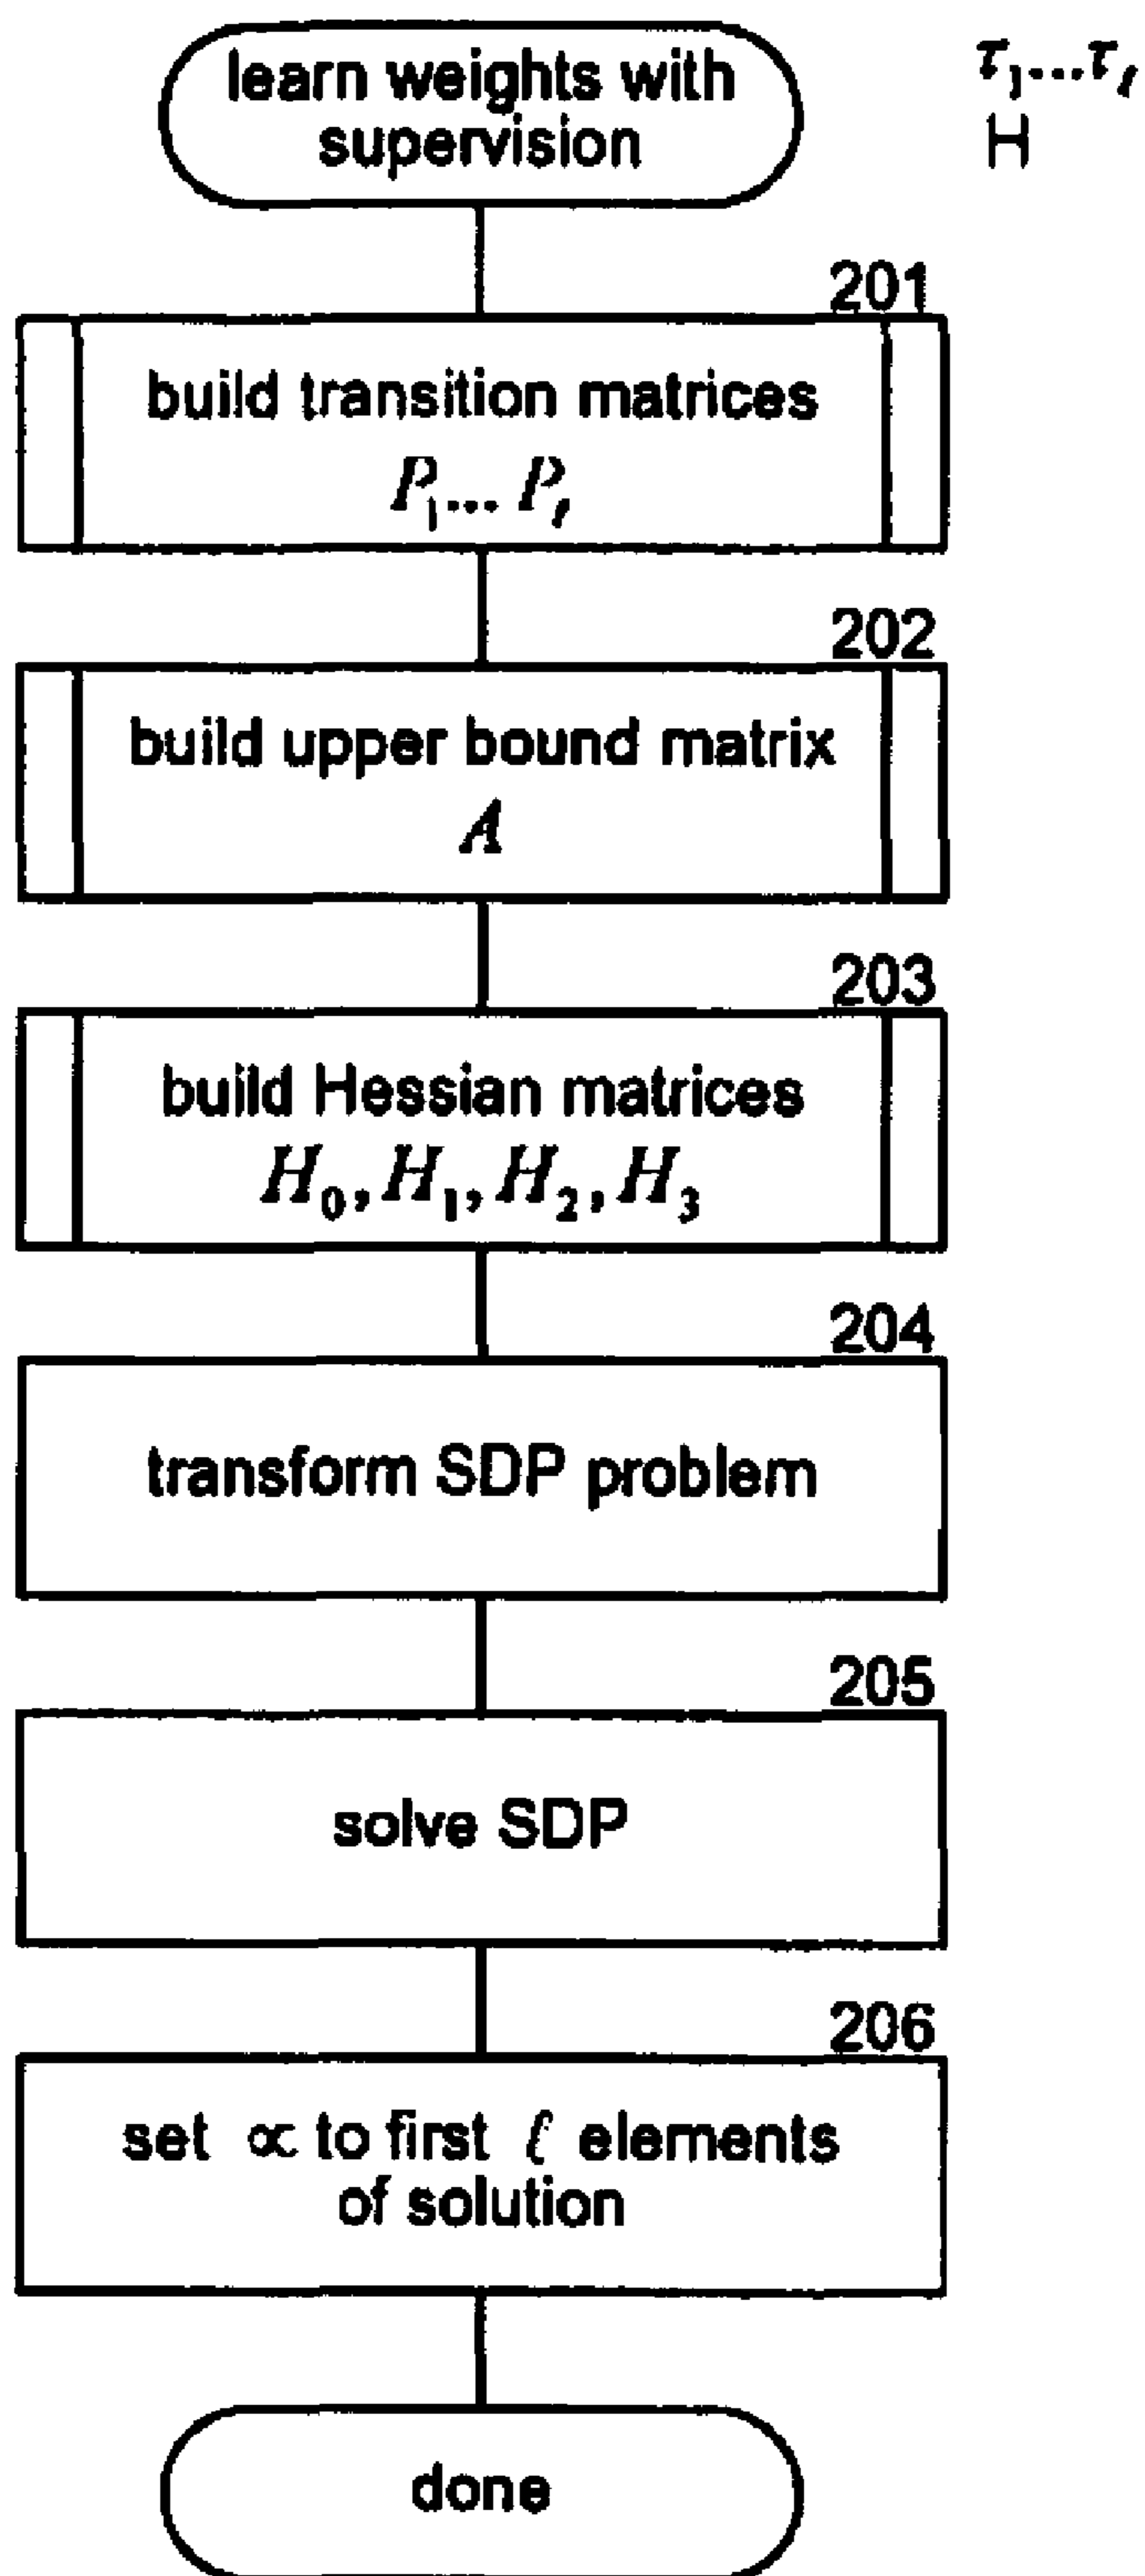 learn weights with
supervision
τ₁...τ_ℓ
H
201
build transition matrices
P₁... P_ℓ
202
build upper bound matrix
A
203
build Hessian matrices
H₀, H₁, H₂, H₃
204
transform SDP problem
205
solve SDP
206
set ∝ to first ℓ elements
of solution
done